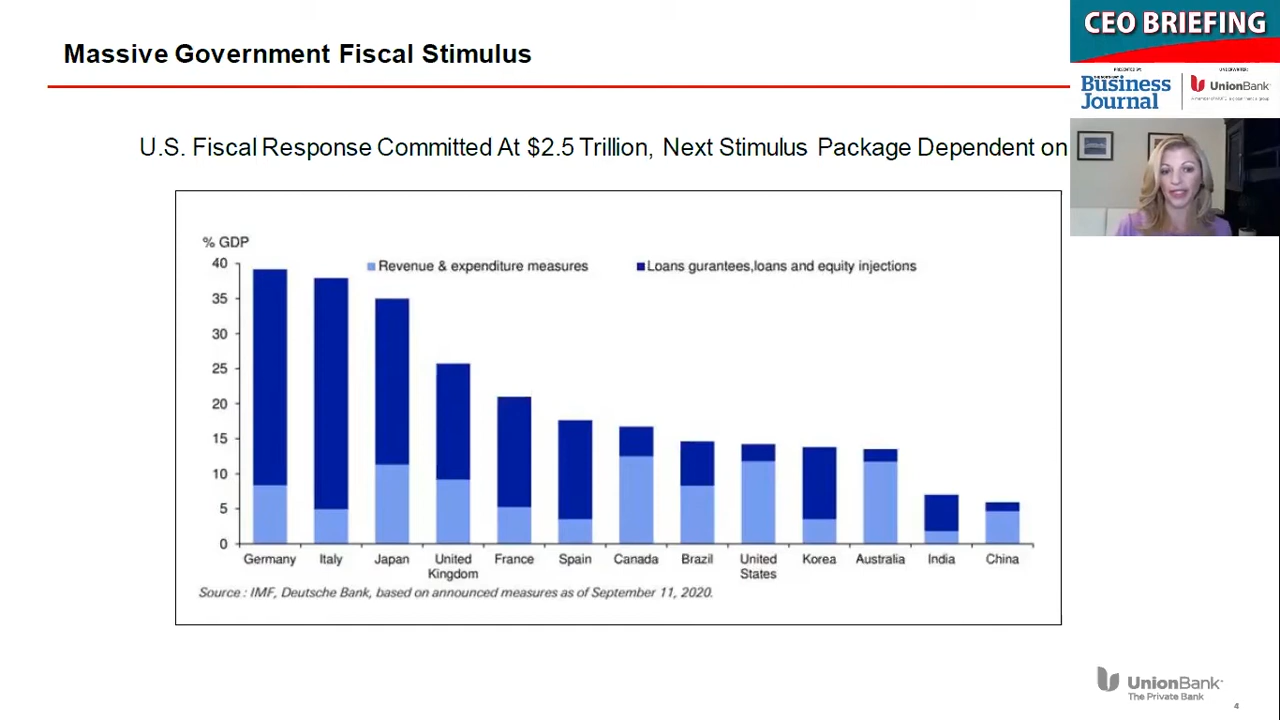 Massive Government Fiscal Stimulus
CEO BRIEFING
PRESENTED BY:
UNDERWRITER:
Business
Journal
UnionBank
U.S. Fiscal Response Committed At $2.5 Trillion, Next Stimulus Package Dependent on
% GDP
Revenue & expenditure measures
Loans gurantees,loans and equity injections
40
35
30
25
20
15
10
5
0
Germany Italy Japan United Kingdom France Spain Canada Brazil United States Korea Australia India China
Source : IMF, Deutsche Bank, based on announced measures as of September 11, 2020.
UnionBank
The Private Bank
4